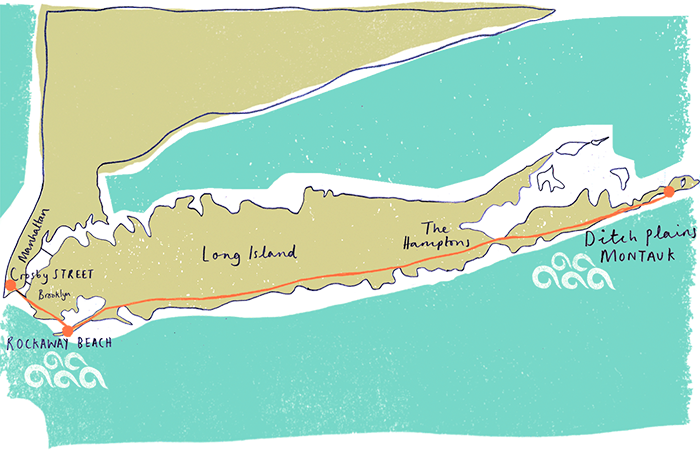 Manhattan
Crosby STREET
Brooklyn
ROCKAWAY BEACH
Long Island
The
Hamptons
Ditch Plains
MONTAUK